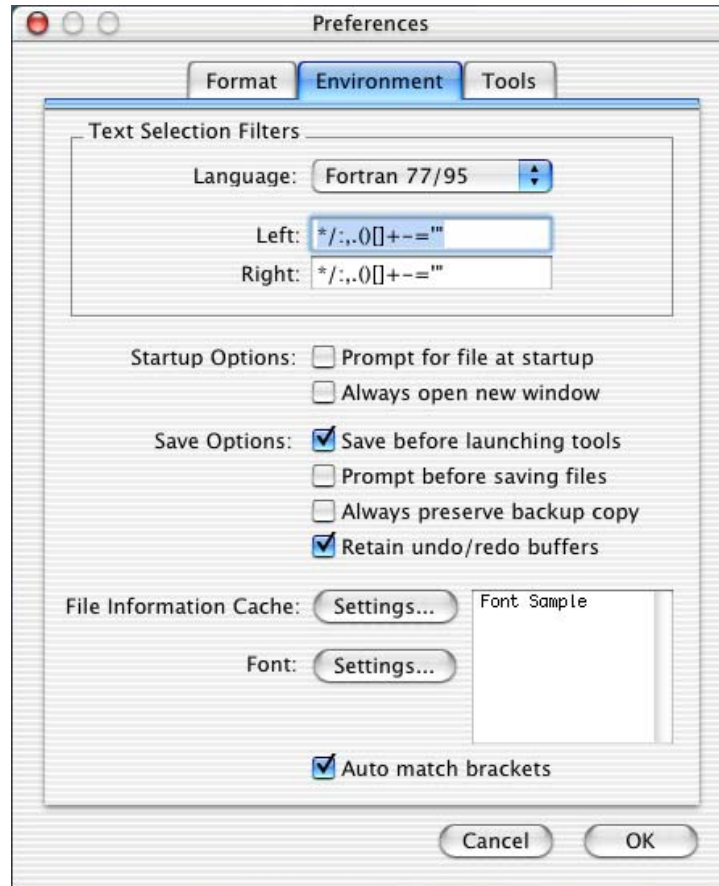 Preferences
Format Environment Tools
Text Selection Filters
Language: Fortran 77/95
Left: */:,.()[]+-='"
Right: */:,.()[]+-='"
Startup Options: Prompt for file at startup
Always open new window
Save Options: Save before launching tools
Prompt before saving files
Always preserve backup copy
Retain undo/redo buffers
File Information Cache: Settings... Font Sample
Font: Settings...
Auto match brackets
Cancel OK